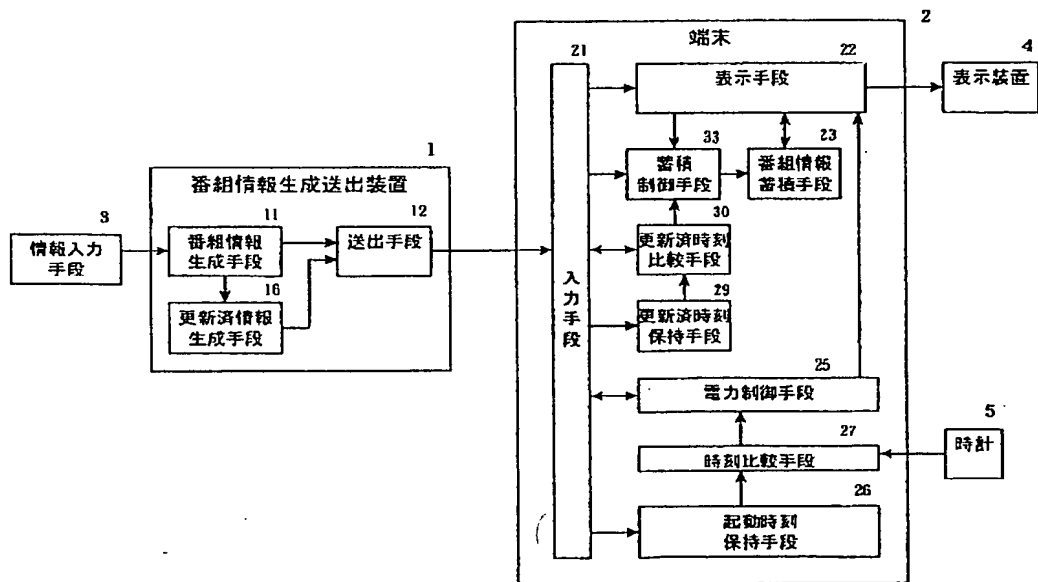 2
端末
21
22
4
表示手段
表示装置
33
23
蓄積
制御手段
番組情報
蓄積手段
1
番組情報生成送出装置
3
11
12
情報入力
手段
番組情報
生成手段
送出手段
30
更新済時刻
比較手段
16
更新済情報
生成手段
29
更新済時刻
保持手段
入力手段
25
電力制御手段
27
5
時刻比較手段
時計
26
起動時刻
保持手段